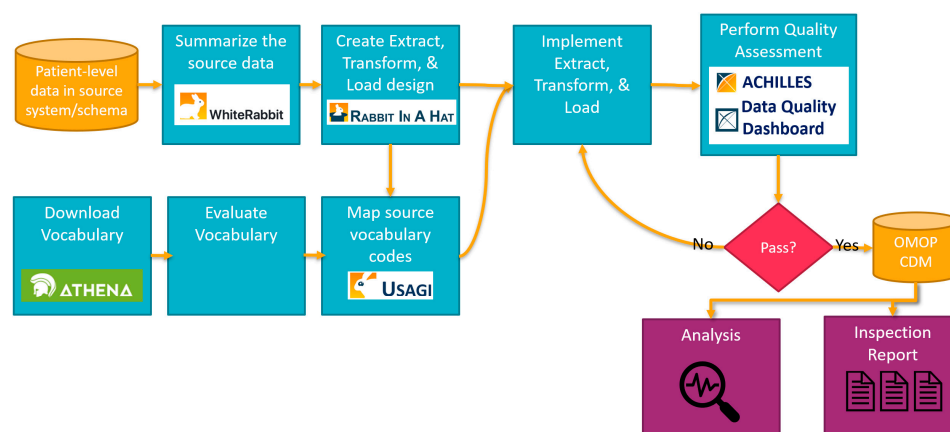 Patient-level
data in source
system/schema
Summarize the
source data
WhiteRabbit
Create Extract,
Transform, &
Load design
RABBIT IN A HAT
Implement
Extract,
Transform, &
Load
Perform Quality
Assessment
ACHILLES
Data Quality
Dashboard
Download
Vocabulary
ATHENA
Evaluate
Vocabulary
Map source
vocabulary
codes
USAGI
No
Pass?
Yes
OMOP
CDM
Analysis
Inspection
Report